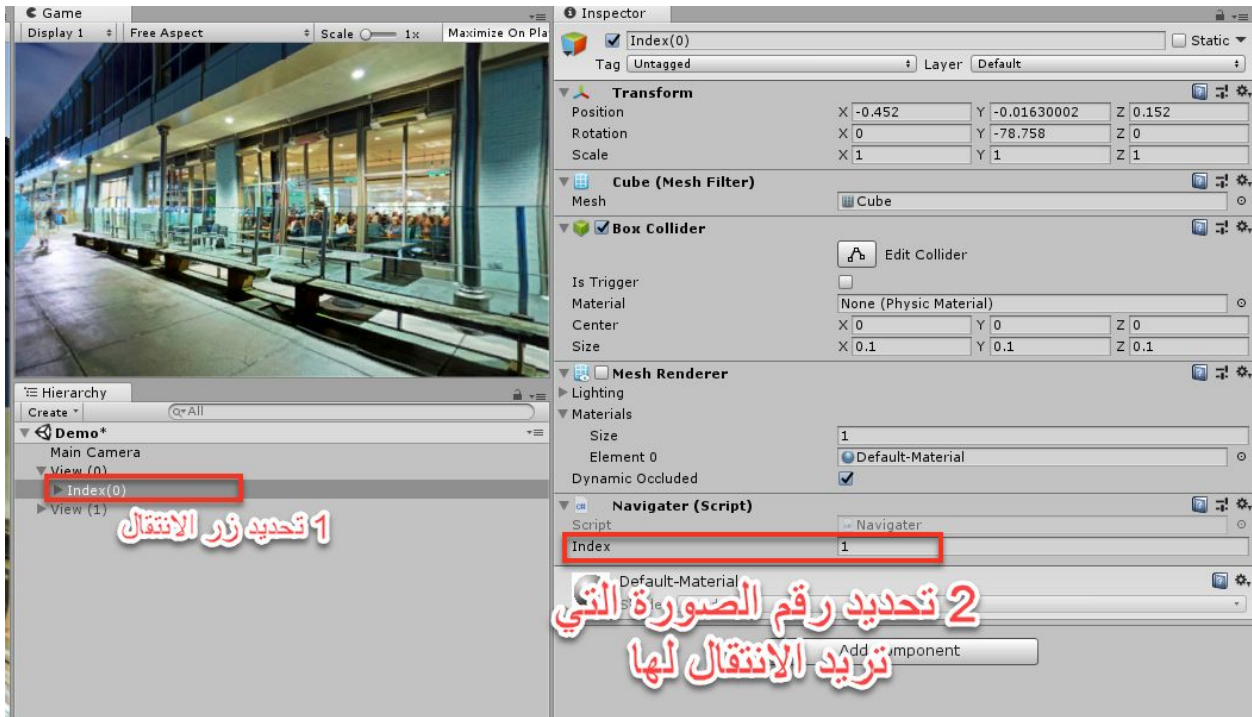 Game
Display 1 Free Aspect Scale 1x Maximize On Pla
Hierarchy
Create All
Demo*
Main Camera
View (0)
Index(0)
View (1)
1 تحديد زر الانتقال
Inspector
Index(0) Static
Tag Untagged Layer Default
Transform
Position X -0.452 Y -0.01630002 Z 0.152
Rotation X 0 Y -78.758 Z 0
Scale X 1 Y 1 Z 1
Cube (Mesh Filter)
Mesh Cube
Box Collider
Edit Collider
Is Trigger
Material None (Physic Material)
Center X 0 Y 0 Z 0
Size X 0.1 Y 0.1 Z 0.1
Mesh Renderer
Lighting
Materials
Size 1
Element 0 Default-Material
Dynamic Occluded
Navigater (Script)
Script Navigater
Index 1
Default-Material
2 تحديد رقم الصورة التي
تريد الانتقال لها